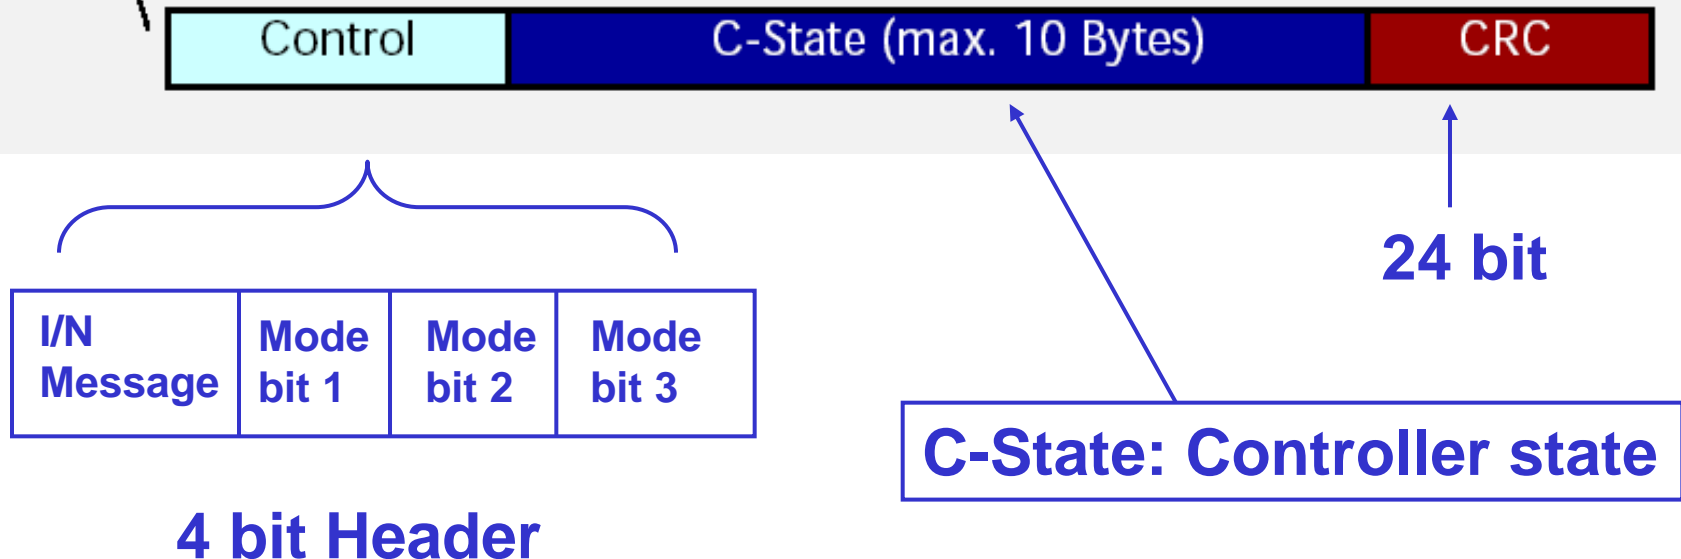 Control C-State (max. 10 Bytes) CRC
24 bit
I/N Message
Mode bit 1
Mode bit 2
Mode bit 3
C-State: Controller state
4 bit Header